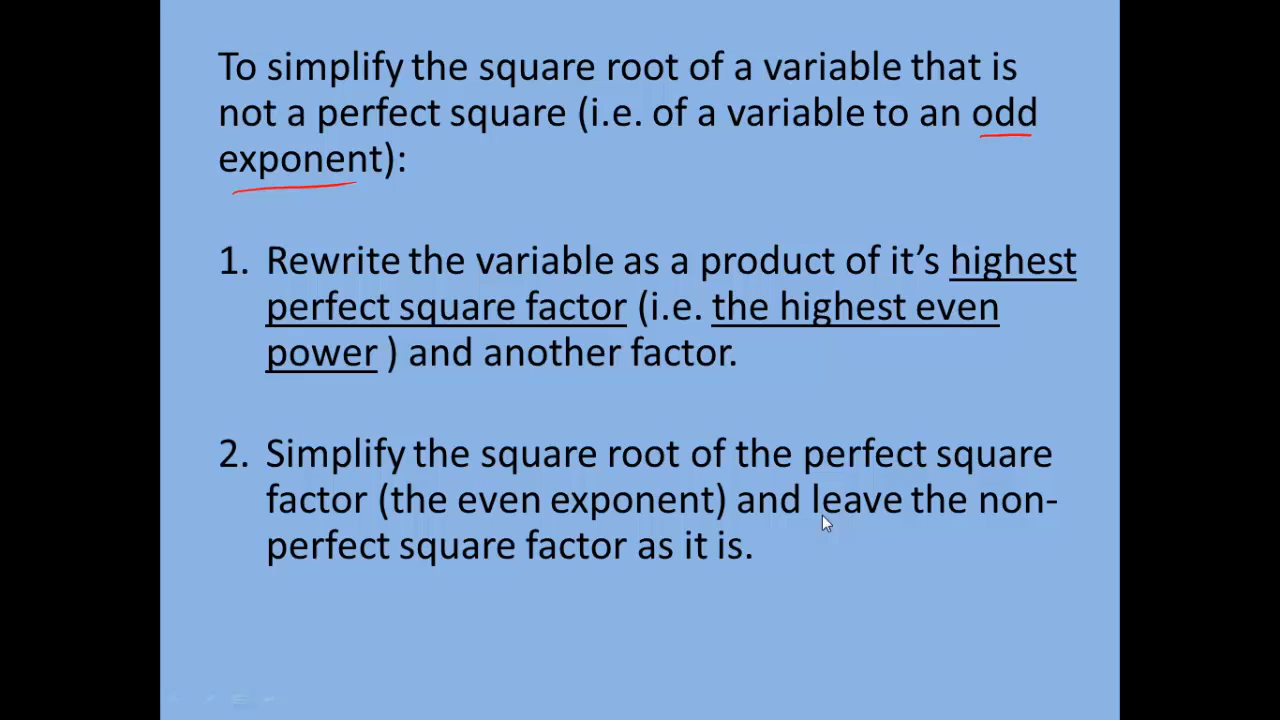 To simplify the square root of a variable that is
not a perfect square (i.e. of a variable to an odd
exponent):
1. Rewrite the variable as a product of it’s highest
perfect square factor (i.e. the highest even
power ) and another factor.
2. Simplify the square root of the perfect square
factor (the even exponent) and leave the non-
perfect square factor as it is.